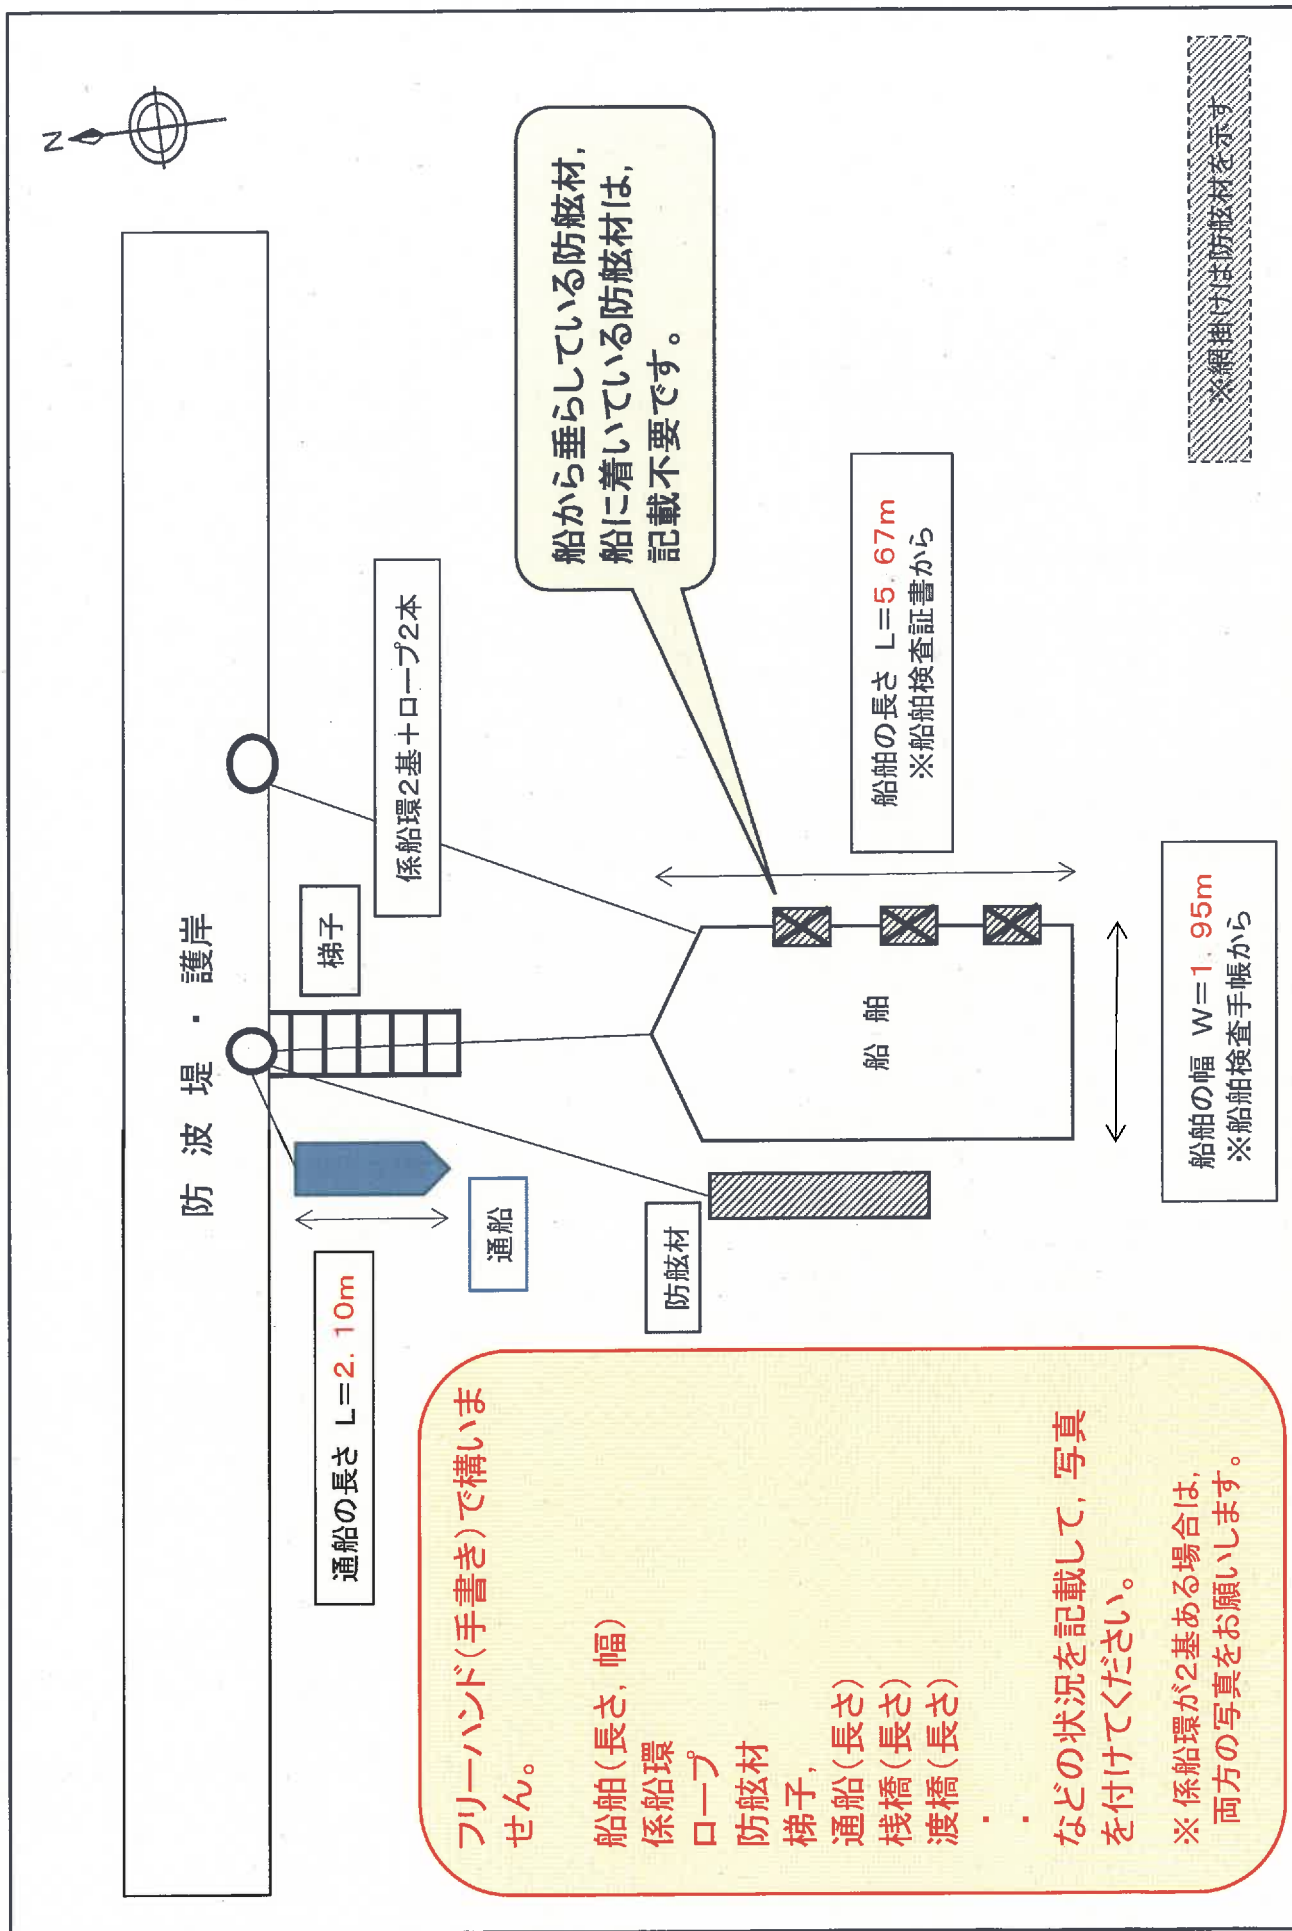 N
防波堤・護岸
通船の長さ L＝2．10m
梯子
係船環2基＋ロープ2本
通船
防舷材
船舶
船から垂らしている防舷材，
船に着いている防舷材は，
記載不要です。
船舶の長さ L＝5．67m
※船舶検査証書から
船舶の幅 W＝1．95m
※船舶検査手帳から
※網掛けは防舷材を示す
フリーハンド（手書き）で構いま
せん。
船舶（長さ，幅）
係船環
ロープ
防舷材
梯子，
通船（長さ）
桟橋（長さ）
渡橋（長さ）
・
・
などの状況を記載して，写真
を付けてください。
※係船環が2基ある場合は，
両方の写真をお願いします。